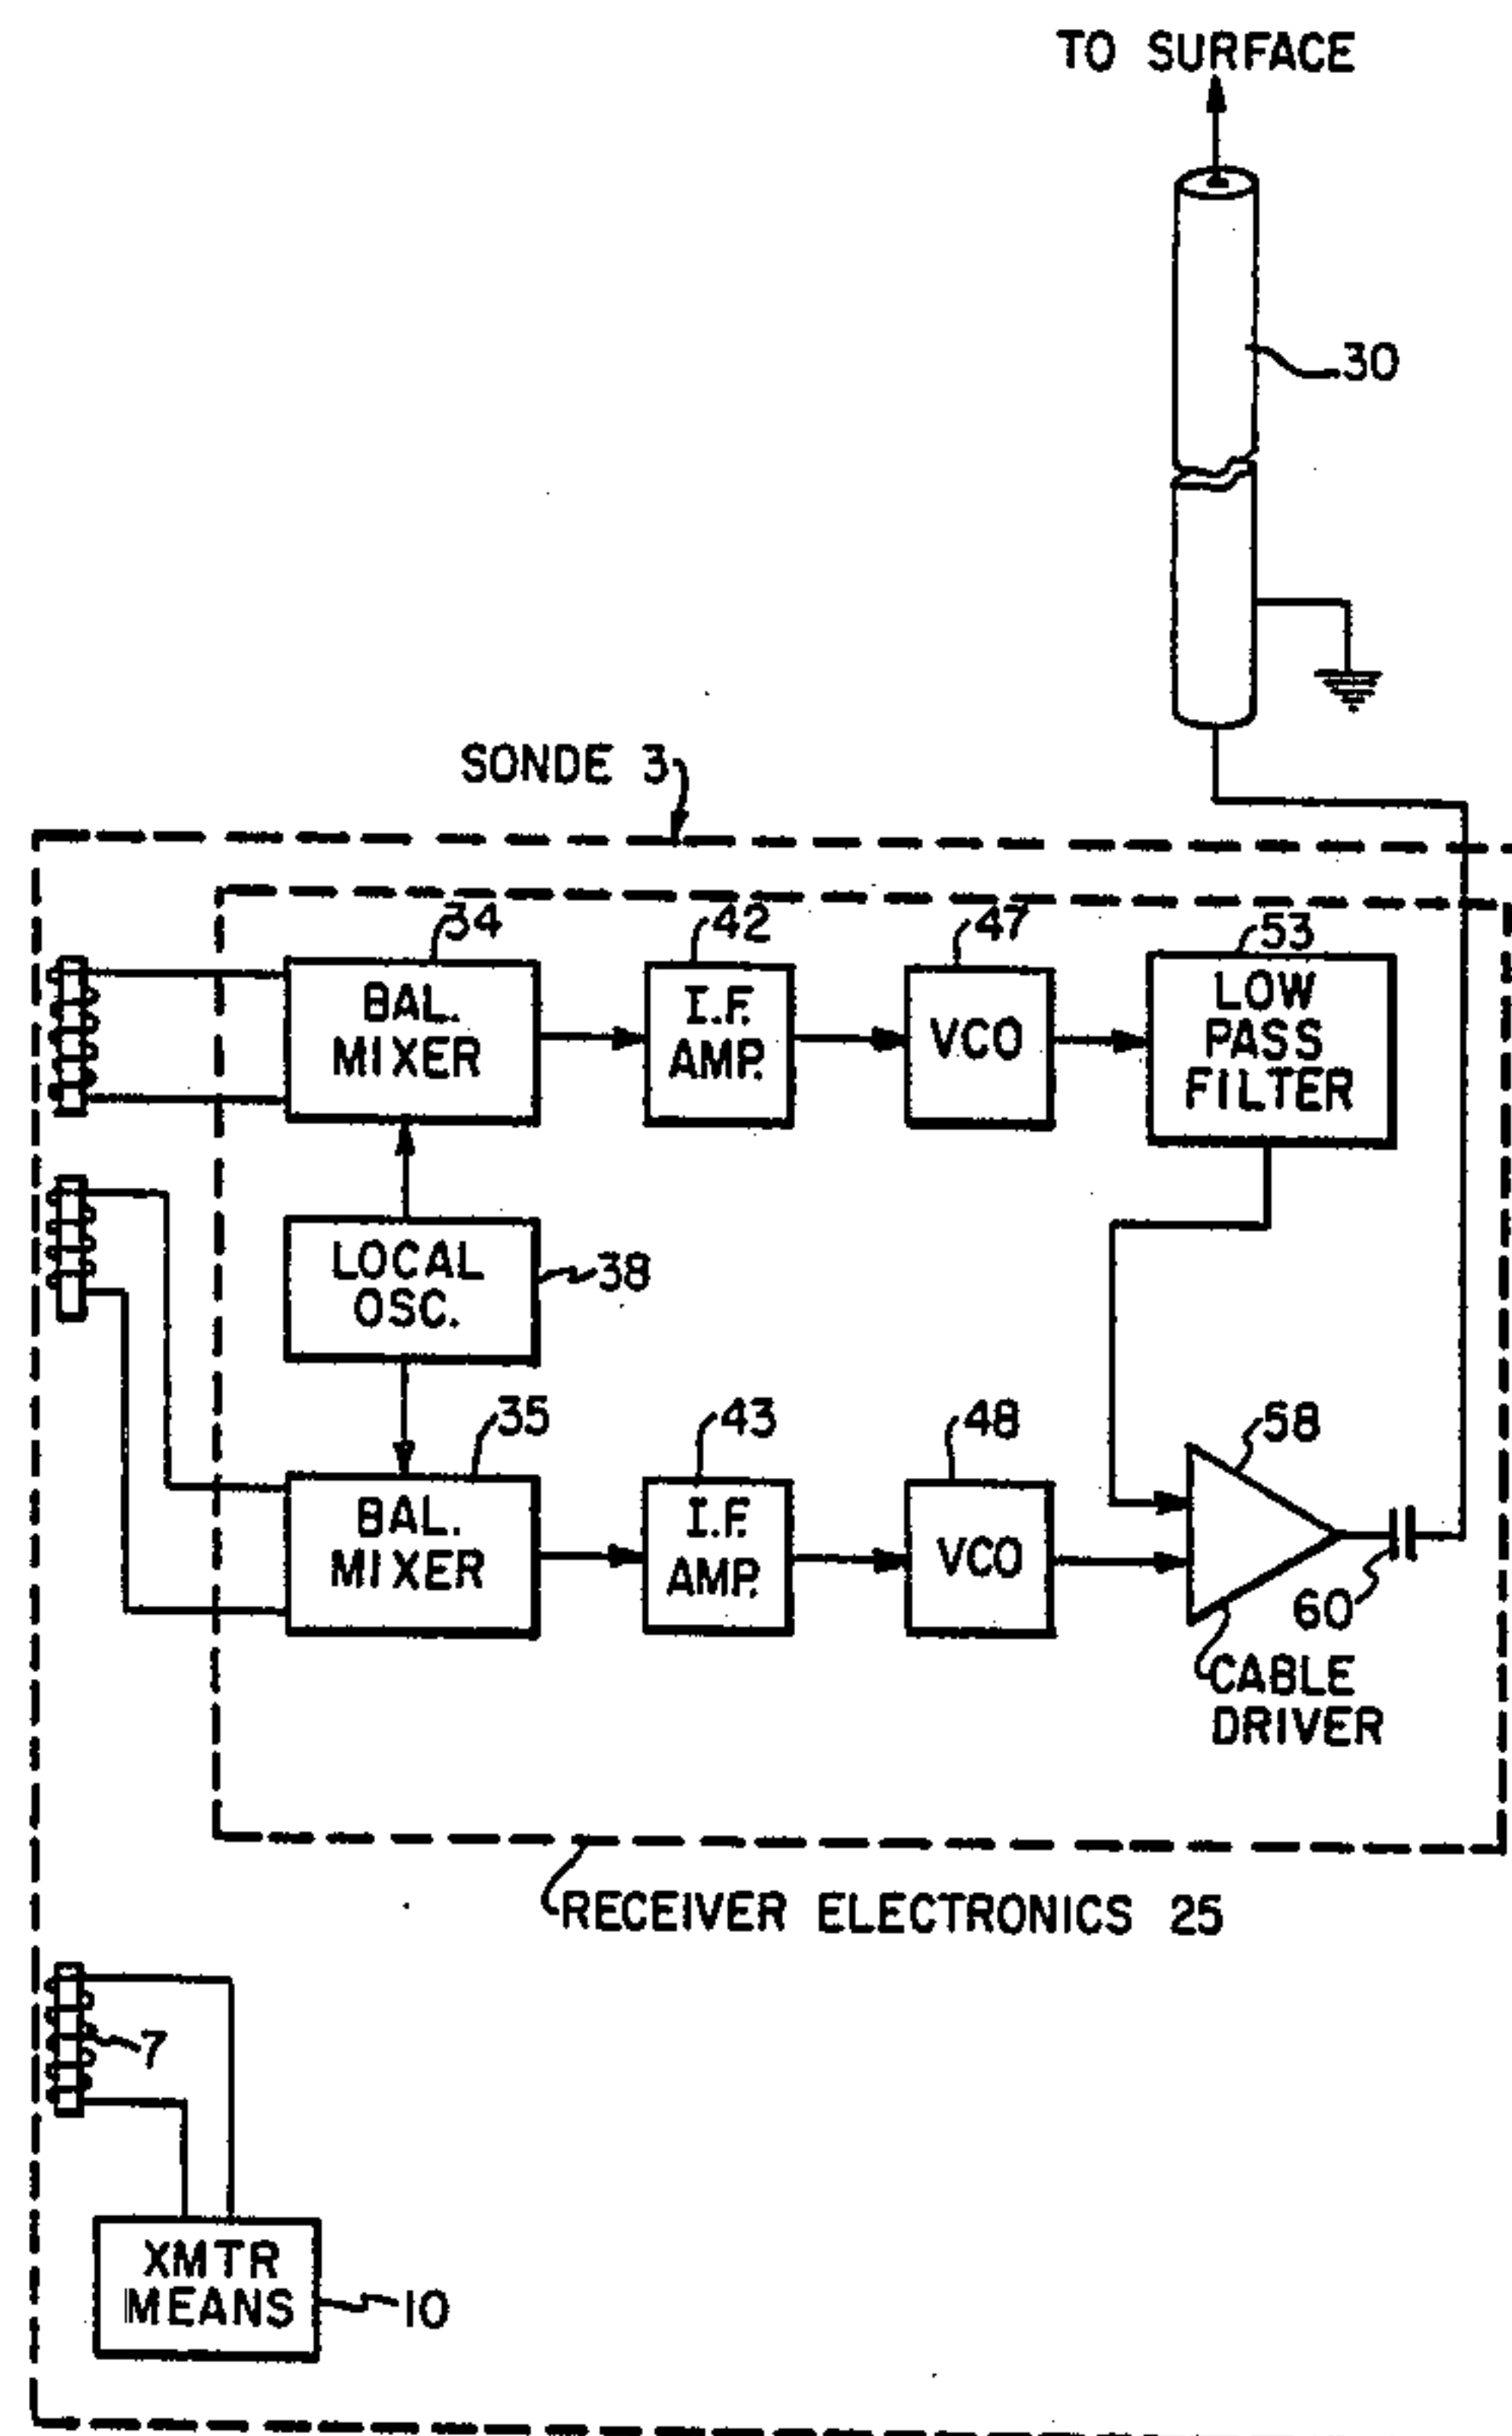 TO SURFACE
30
SONDE 3
34
42
47
53
BAL.
MIXER
I.F.
AMP.
VCO
LOW
PASS
FILTER
LOCAL
OSC.
38
35
43
48
58
BAL.
MIXER
I.F.
AMP.
VCO
60
CABLE
DRIVER
RECEIVER ELECTRONICS 25
7
XMTR
MEANS
10